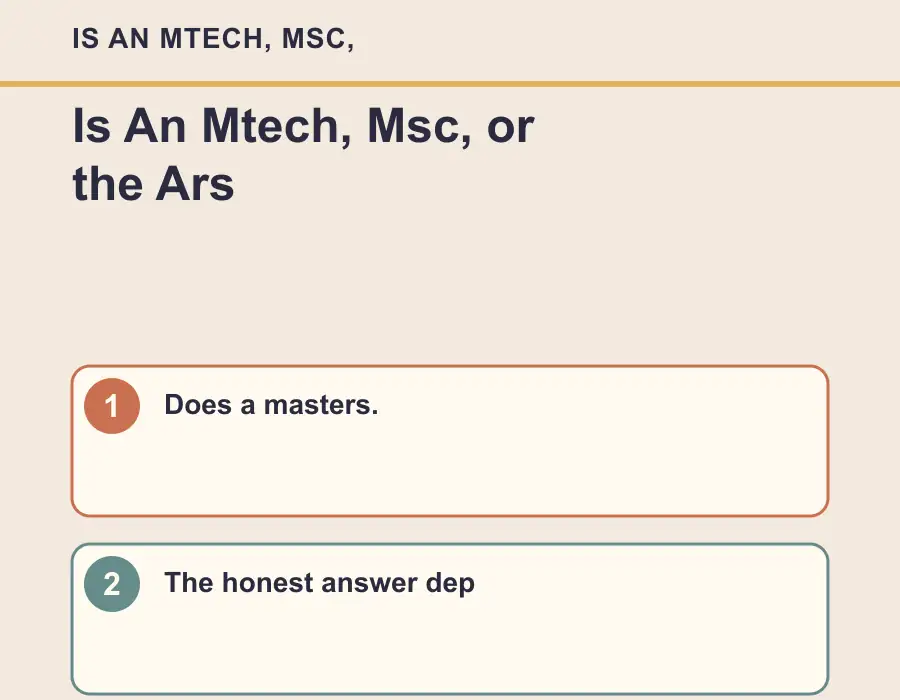 IS AN MTECH, MSC,
Is An Mtech, Msc, or
the Ars
1
Does a masters.
2
The honest answer dep